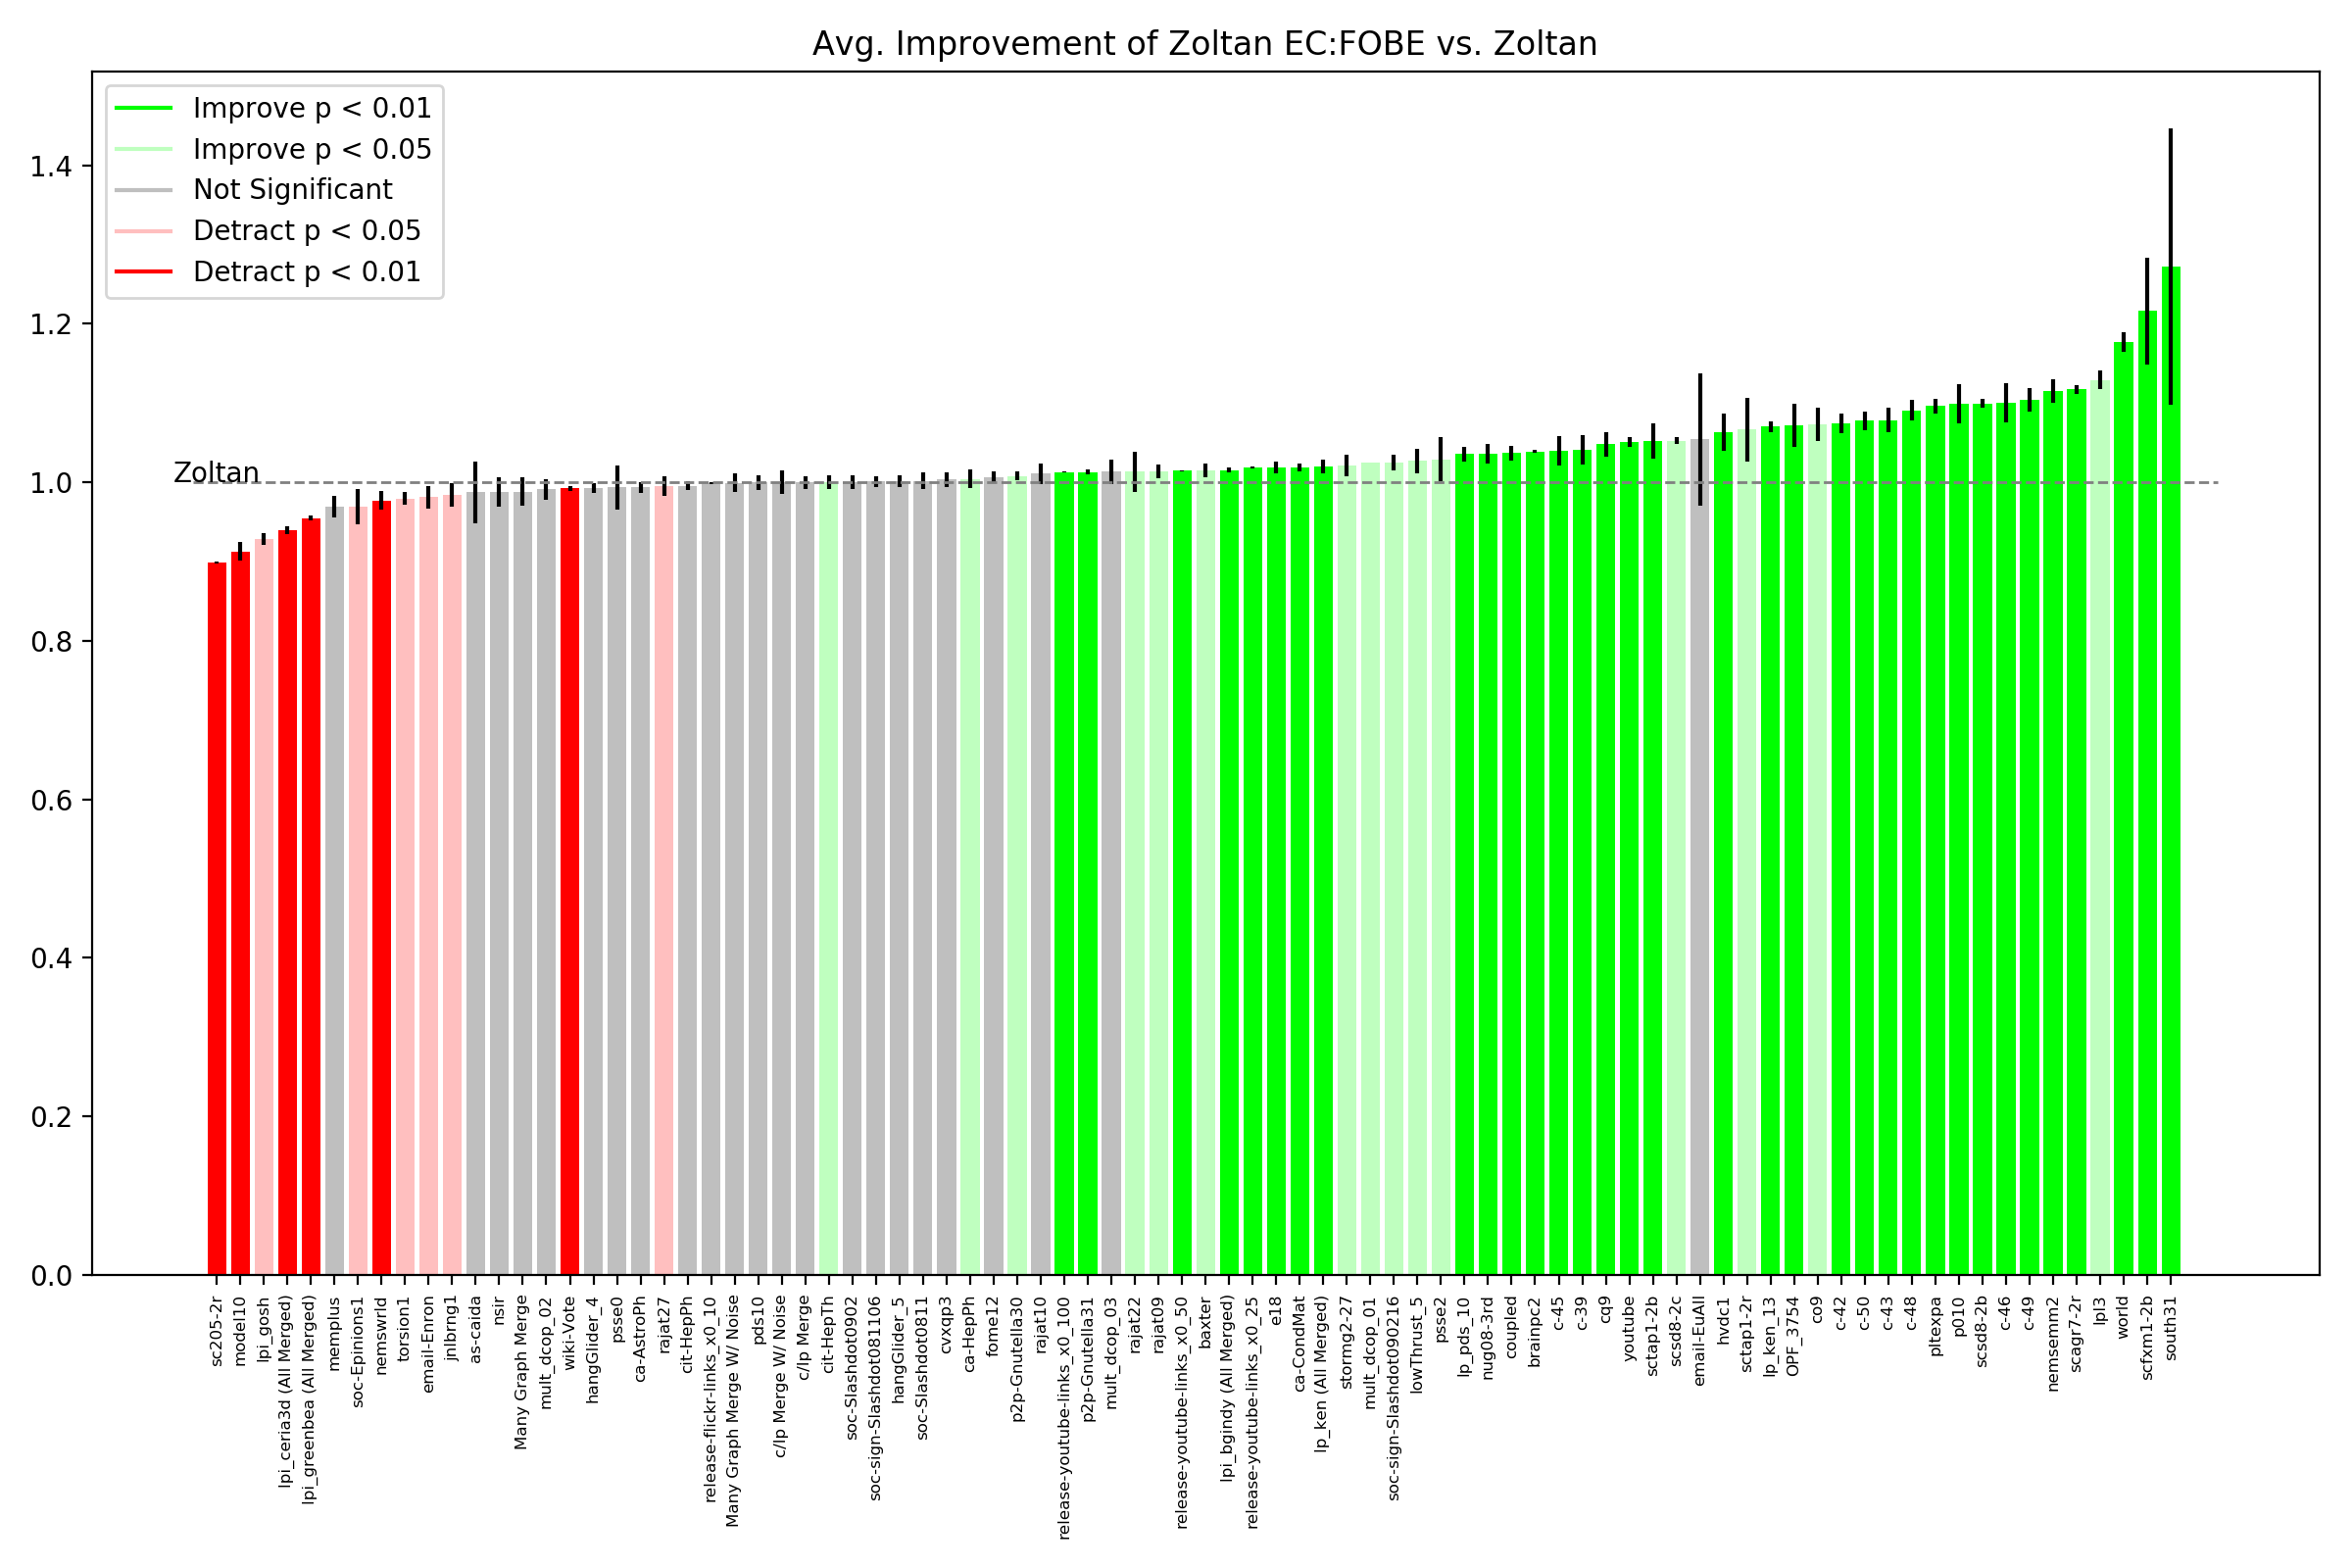 Avg. Improvement of Zoltan EC:FOBE vs. Zoltan
Improve p < 0.01
Improve p < 0.05
Not Significant
Detract p < 0.05
Detract p < 0.01
1.4
1.2
1.0
0.8
0.6
0.4
0.2
0.0
Zoltan
sc205-2r
model10
lpi_gosh
lpi_ceria3d (All Merged)
lpi_greenbea (All Merged)
memplus
soc-Epinions1
nemswrld
torsion1
email-Enron
jnlbrng1
as-caida
nsir
Many Graph Merge
mult_dcop_02
wiki-Vote
hangGlider_4
psse0
ca-AstroPh
rajat27
cit-HepPh
release-flickr-links_x0_10
Many Graph Merge W/ Noise
pds10
c/lp Merge W/ Noise
c/lp Merge
cit-HepTh
soc-Slashdot0902
soc-sign-Slashdot081106
hangGlider_5
soc-Slashdot0811
cvxqp3
ca-HepPh
fome12
p2p-Gnutella30
rajat10
release-youtube-links_x0_100
p2p-Gnutella31
mult_dcop_03
rajat22
rajat09
release-youtube-links_x0_50
baxter
lpi_bgindy (All Merged)
release-youtube-links_x0_25
e18
ca-CondMat
lp_ken (All Merged)
stormg2-27
mult_dcop_01
soc-sign-Slashdot090216
lowThrust_5
psse2
lp_pds_10
nug08-3rd
coupled
brainpc2
c-45
c-39
cq9
youtube
sctap1-2b
scsd8-2c
email-EuAll
hvdc1
sctap1-2r
lp_ken_13
OPF_3754
co9
c-42
c-50
c-43
c-48
pltexpa
p010
scsd8-2b
c-46
c-49
nemsemm2
scagr7-2r
lpl3
world
scfxm1-2b
south31